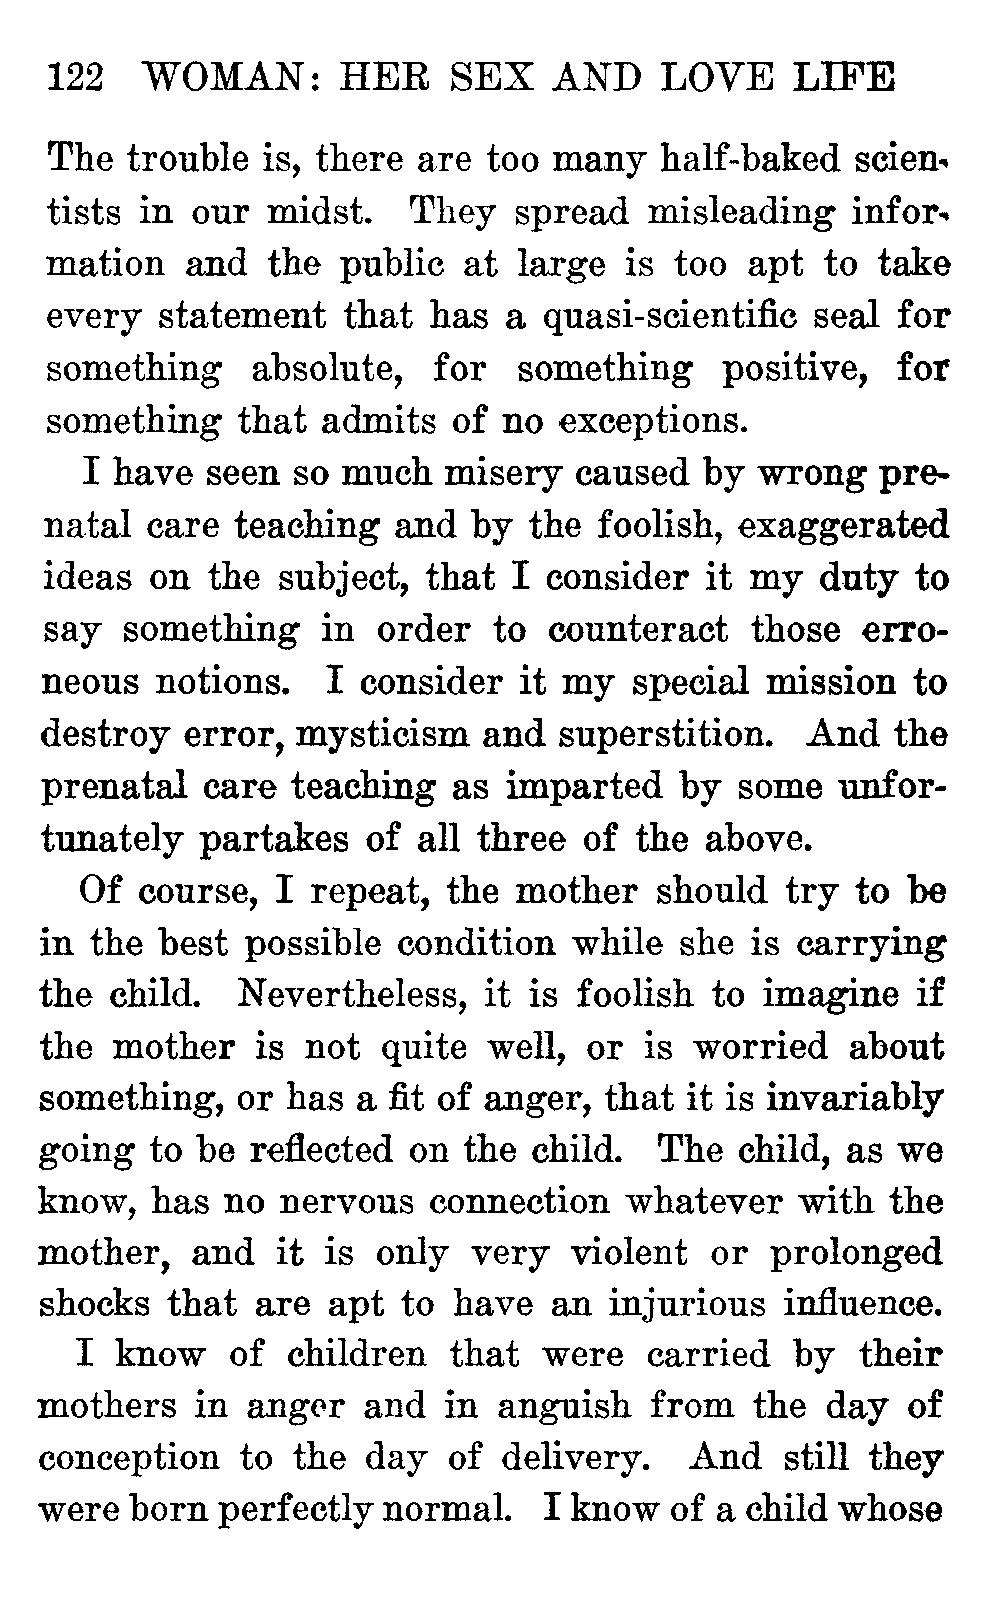 122 WOMAN: HER SEX AND LOVE LIFE
The trouble is, there are too many half-baked scien-
tists in our midst. They spread misleading infor-
mation and the public at large is too apt to take
every statement that has a quasi-scientific seal for
something absolute, for something positive, for
something that admits of no exceptions.
I have seen so much misery caused by wrong pre-
natal care teaching and by the foolish, exaggerated
ideas on the subject, that I consider it my duty to
say something in order to counteract those erro-
neous notions. I consider it my special mission to
destroy error, mysticism and superstition. And the
prenatal care teaching as imparted by some unfor-
tunately partakes of all three of the above.
Of course, I repeat, the mother should try to be
in the best possible condition while she is carrying
the child. Nevertheless, it is foolish to imagine if
the mother is not quite well, or is worried about
something, or has a fit of anger, that it is invariably
going to be reflected on the child. The child, as we
know, has no nervous connection whatever with the
mother, and it is only very violent or prolonged
shocks that are apt to have an injurious influence.
I know of children that were carried by their
mothers in anger and in anguish from the day of
conception to the day of delivery. And still they
were born perfectly normal. I know of a child whose